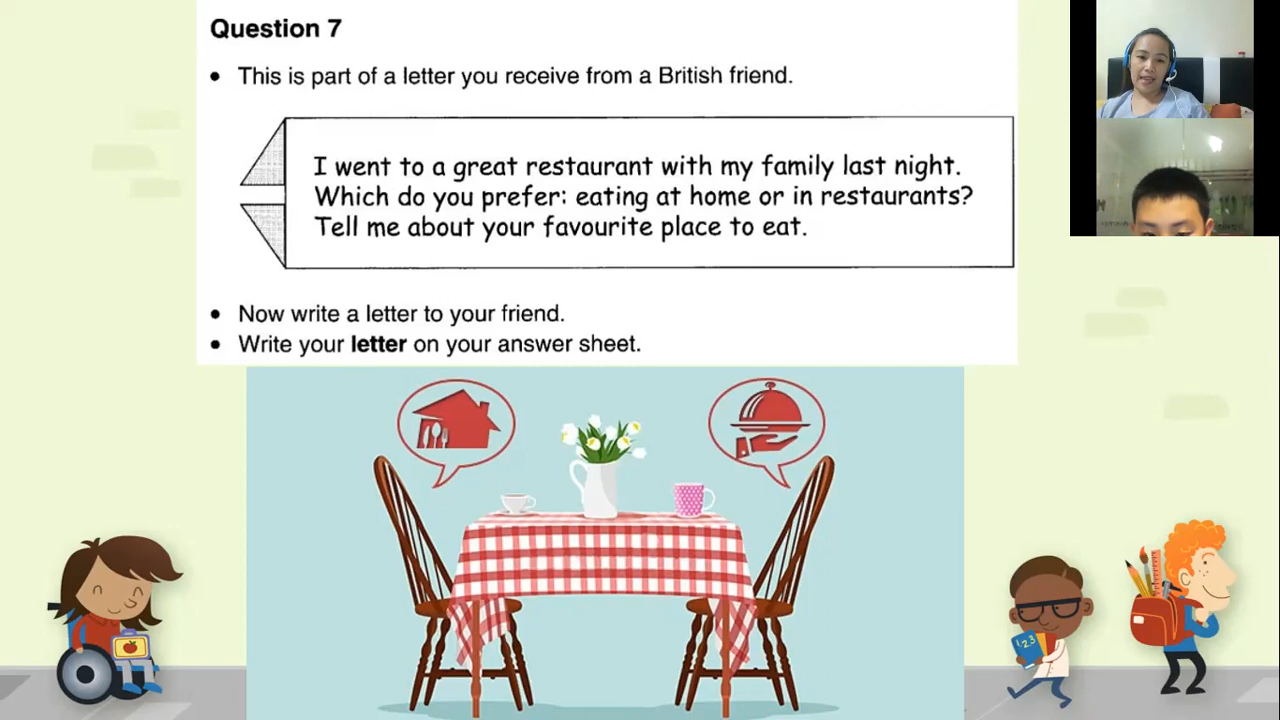 Question 7
• This is part of a letter you receive from a British friend.
I went to a great restaurant with my family last night.
Which do you prefer: eating at home or in restaurants?
Tell me about your favourite place to eat.
• Now write a letter to your friend.
• Write your letter on your answer sheet.
123